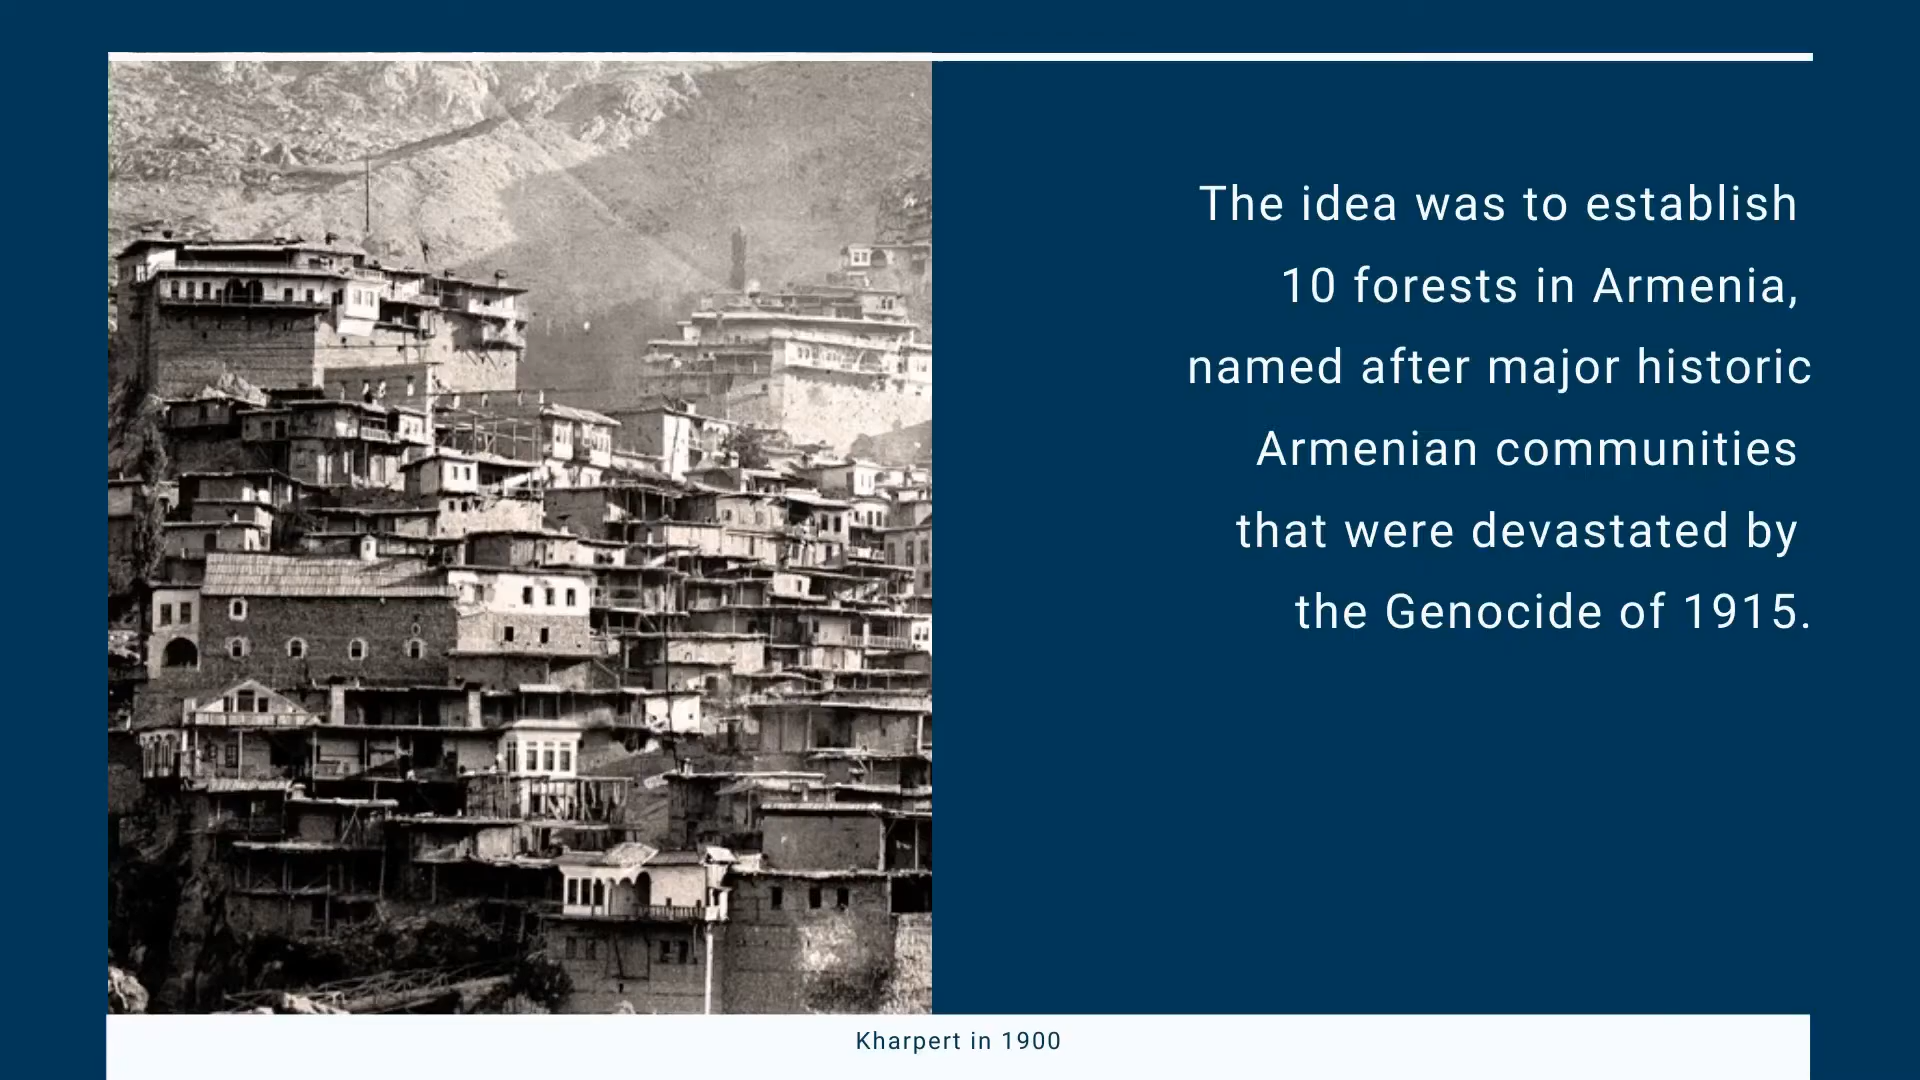 The idea was to establish
10 forests in Armenia,
named after major historic
Armenian communities
that were devastated by
the Genocide of 1915.
Kharpert in 1900